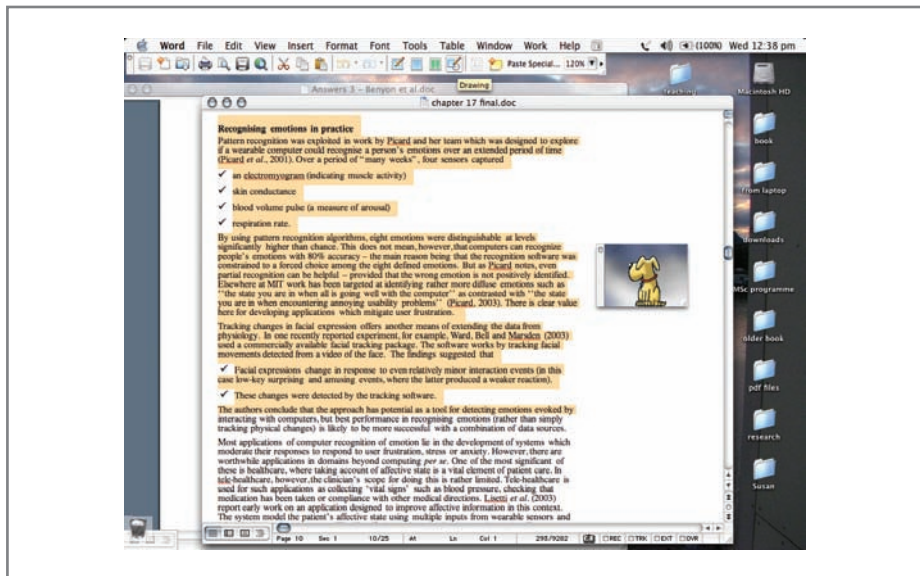 Word File Edit View Insert Format Font Tools Table Window Work Help (100%) Wed 12:38 pm
Paste Special... 120%
Drawing
Answers 3 – Benyon et al.doc
teaching
Macintosh HD
chapter 17 final.doc
Recognising emotions in practice
Pattern recognition was exploited in work by Picard and her team which was designed to explore
if a wearable computer could recognise a person's emotions over an extended period of time
(Picard et al., 2001). Over a period of "many weeks", four sensors captured
✓ an electromyogram (indicating muscle activity)
✓ skin conductance
✓ blood volume pulse (a measure of arousal)
✓ respiration rate.
By using pattern recognition algorithms, eight emotions were distinguishable at levels
significantly higher than chance. This does not mean, however, that computers can recognize
people's emotions with 80% accuracy – the main reason being that the recognition software was
constrained to a forced choice among the eight defined emotions. But as Picard notes, even
partial recognition can be helpful – provided that the wrong emotion is not positively identified.
Elsewhere at MIT work has been targeted at identifying rather more diffuse emotions such as
''the state you are in when all is going well with the computer'' as contrasted with ''the state
you are in when encountering annoying usability problems'' (Picard, 2003). There is clear value
here for developing applications which mitigate user frustration.
Tracking changes in facial expression offers another means of extending the data from
physiology. In one recently reported experiment, for example, Ward, Bell and Marsden (2003)
used a commercially available facial tracking package. The software works by tracking facial
movements detected from a video of the face. The findings suggested that
✓ Facial expressions change in response to even relatively minor interaction events (in this
case low-key surprising and amusing events, where the latter produced a weaker reaction).
✓ These changes were detected by the tracking software.
The authors conclude that the approach has potential as a tool for detecting emotions evoked by
interacting with computers, but best performance in recognising emotions (rather than simply
tracking physical changes) is likely to be more successful with a combination of data sources.
Most applications of computer recognition of emotion lie in the development of systems which
moderate their responses to respond to user frustration, stress or anxiety. However, there are
worthwhile applications in domains beyond computing per se. One of the most significant of
these is healthcare, where taking account of affective state is a vital element of patient care. In
tele-healthcare, however, the clinician's scope for doing this is rather limited. Tele-healthcare is
used for such applications as collecting 'vital signs' such as blood pressure, checking that
medication has been taken or compliance with other medical directions. Lisetti et al. (2003)
report early work on an application designed to improve affective information in this context.
The system model the patient's affective state using multiple inputs from wearable sensors and
Page 10 Sec 1 10/25 At Ln Col 1 298/9282 REC TRK EXT OVR
book
from laptop
downloads
MSc programme
older book
pdf files
research
Susan